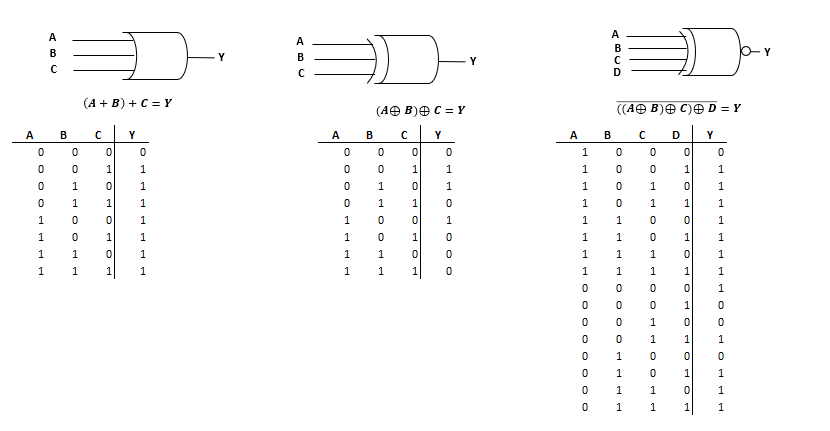 A
B
C
Y
(A + B) + C = Y
A B C Y
0 0 0 0
0 0 1 1
0 1 0 1
0 1 1 1
1 0 0 1
1 0 1 1
1 1 0 1
1 1 1 1
A
B
C
Y
(A⊕ B)⊕ C = Y
A B C Y
0 0 0 0
0 0 1 1
0 1 0 1
0 1 1 0
1 0 0 1
1 0 1 0
1 1 0 0
1 1 1 0
A
B
C
D
Y
((A⊕ B)⊕ C)⊕ D = Y
A B C D Y
1 0 0 0 0
1 0 0 1 1
1 0 1 0 1
1 0 1 1 1
1 1 0 0 1
1 1 0 1 1
1 1 1 0 1
1 1 1 1 1
0 0 0 0 1
0 0 0 1 0
0 0 1 0 0
0 0 1 1 1
0 1 0 0 0
0 1 0 1 1
0 1 1 0 1
0 1 1 1 1